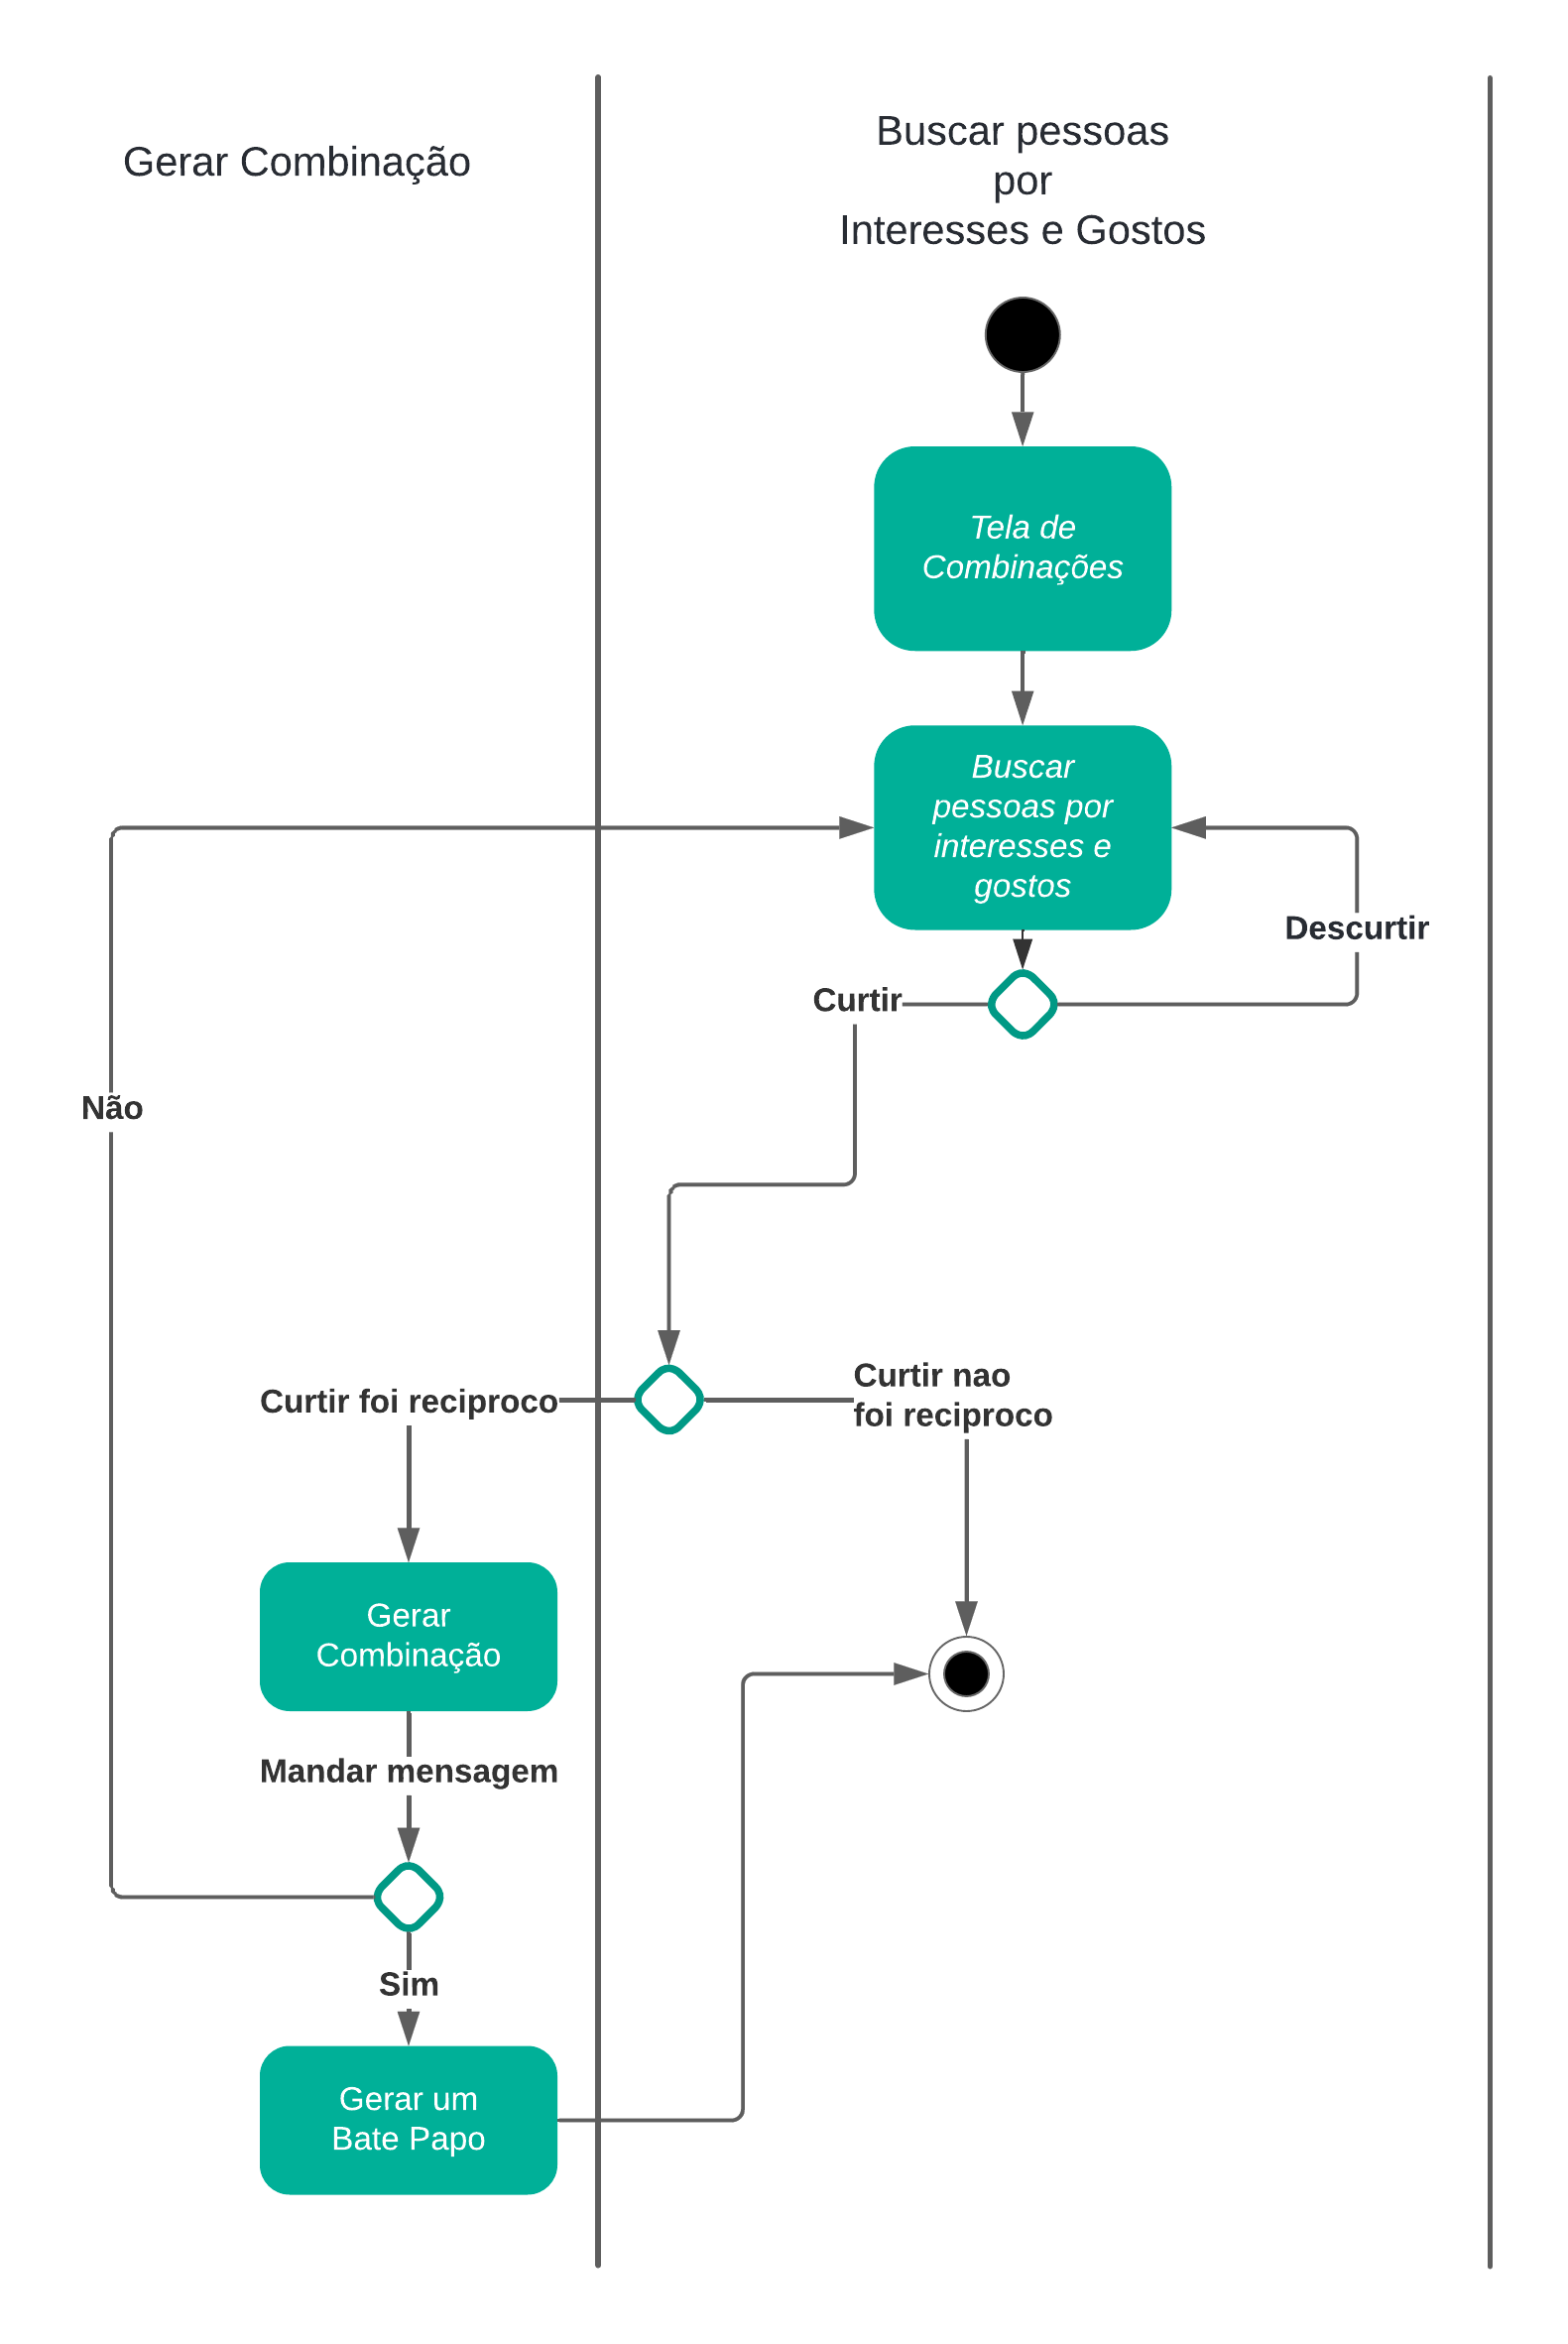 Gerar Combinação
Buscar pessoas
por
Interesses e Gostos
Tela de
Combinações
Buscar
pessoas por
interesses e
gostos
Descurtir
Curtir
Não
Curtir foi reciproco
Curtir nao
foi reciproco
Gerar
Combinação
Mandar mensagem
Sim
Gerar um
Bate Papo